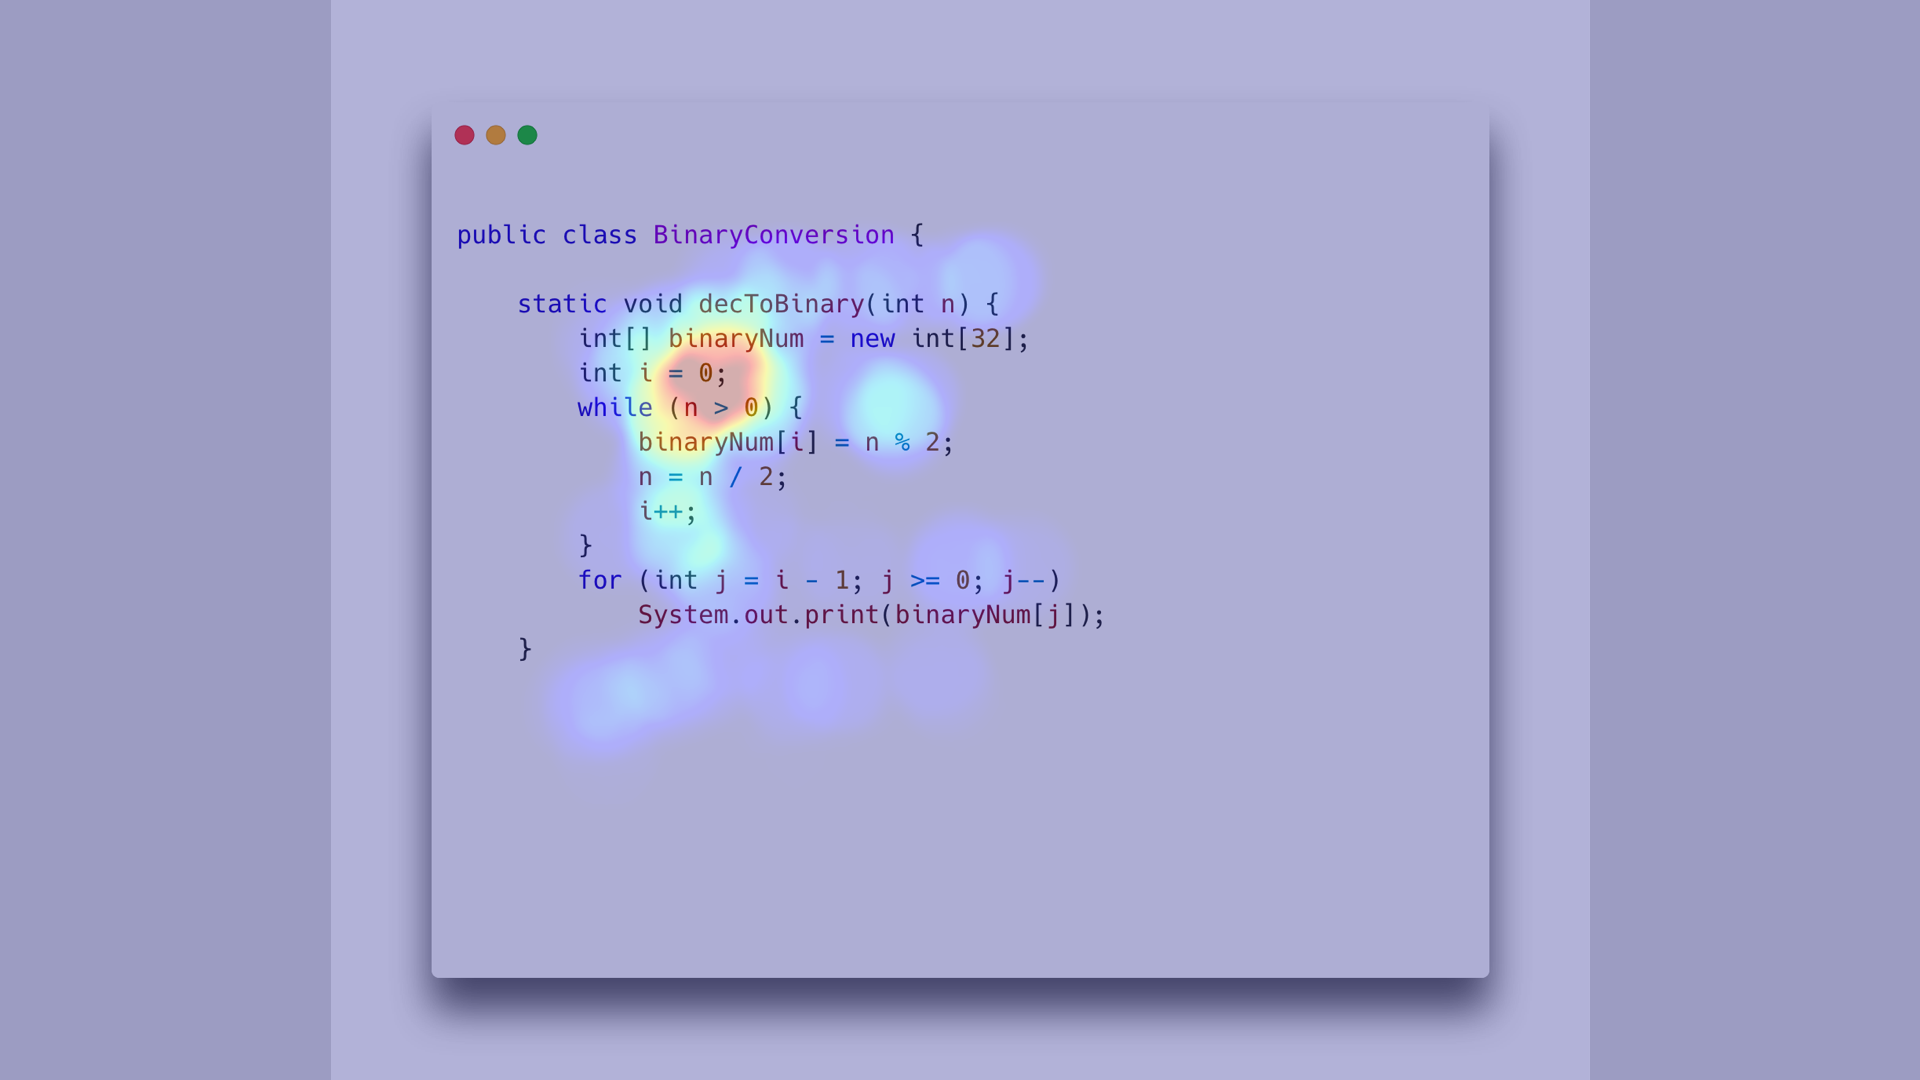 public class BinaryConversion {
static void decToBinary(int n) {
int[] binaryNum = new int[32];
int i = 0;
while (n > 0) {
binaryNum[i] = n % 2;
n = n / 2;
i++;
}
for (int j = i - 1; j >= 0; j--)
System.out.print(binaryNum[j]);
}